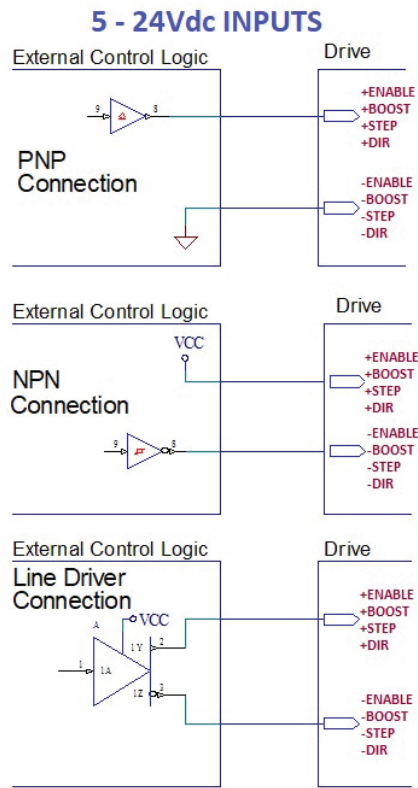 5 - 24Vdc INPUTS
External Control Logic
Drive
9
8
+ENABLE
+BOOST
+STEP
+DIR
PNP
Connection
-ENABLE
-BOOST
-STEP
-DIR
External Control Logic
Drive
VCC
+ENABLE
+BOOST
+STEP
+DIR
NPN
Connection
9
8
-ENABLE
-BOOST
-STEP
-DIR
External Control Logic
Drive
Line Driver
Connection
A
VCC
1
1A
1Y
2
1Z
3
+ENABLE
+BOOST
+STEP
+DIR
-ENABLE
-BOOST
-STEP
-DIR